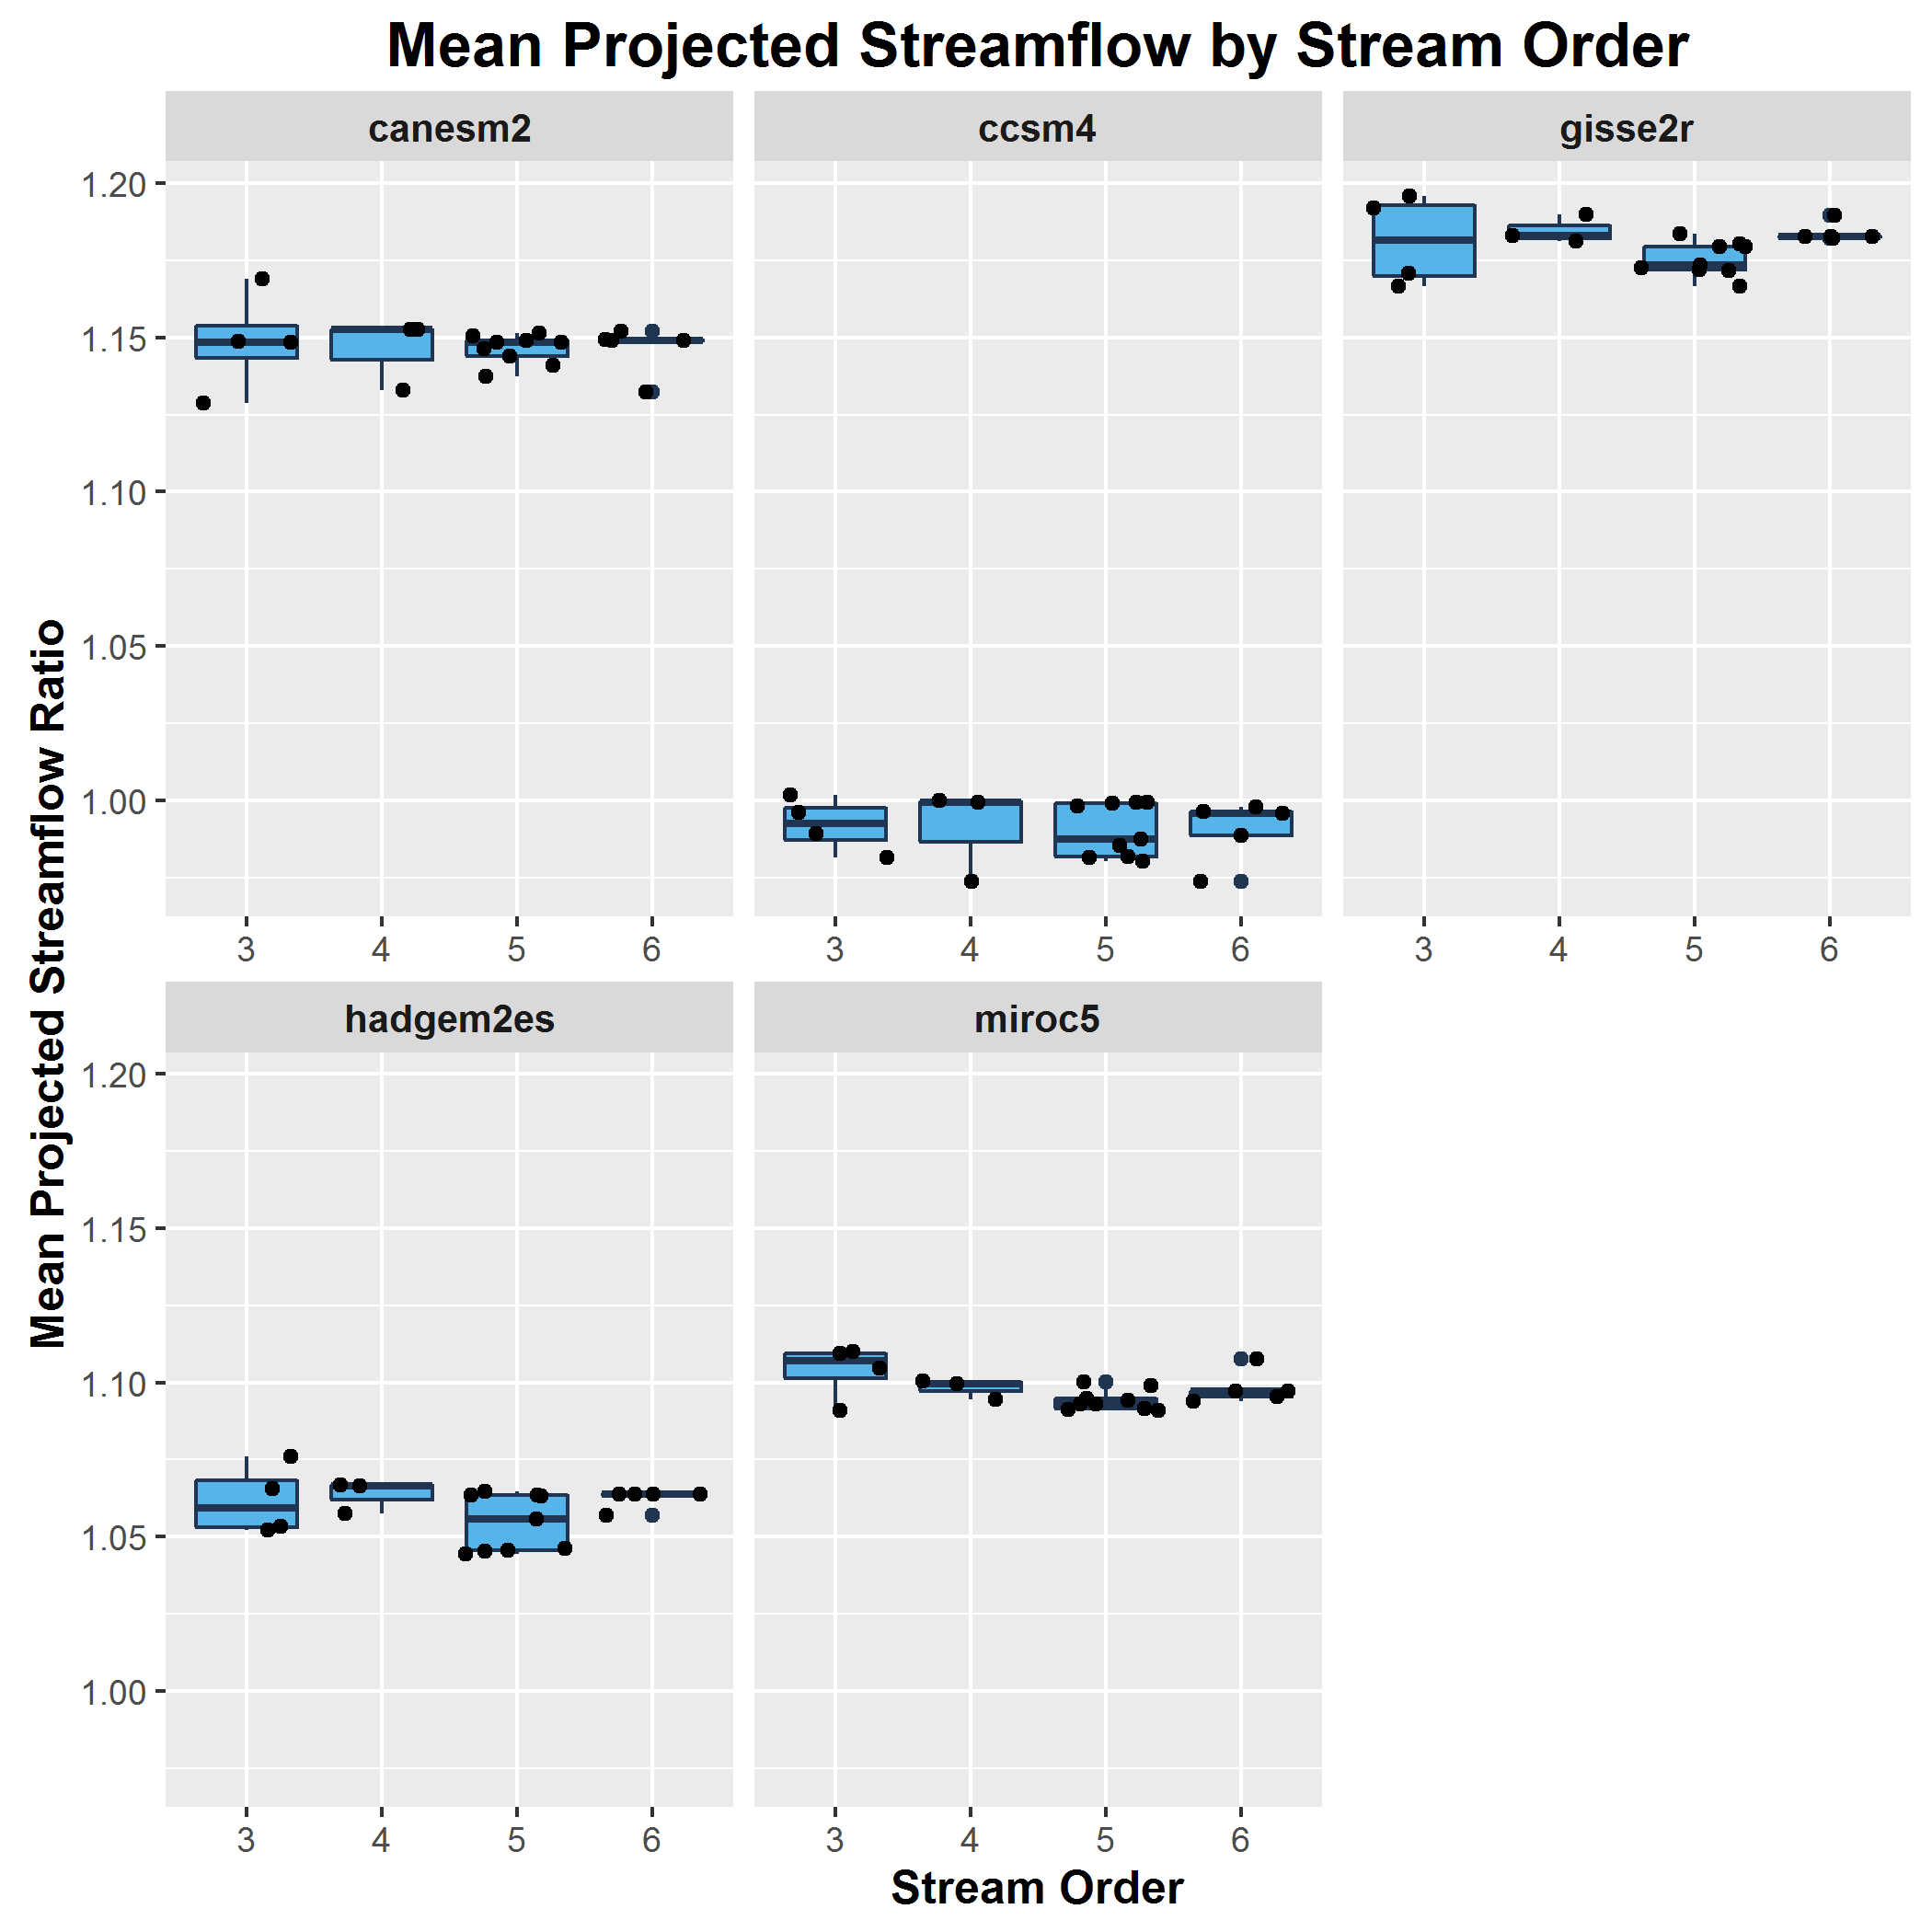 Mean Projected Streamflow by Stream Order
canesm2
ccsm4
gisse2r
1.20
1.15
1.10
1.05
1.00
3 4 5 6
3 4 5 6
3 4 5 6
Mean Projected Streamflow Ratio
hadgem2es
miroc5
1.20
1.15
1.10
1.05
1.00
3 4 5 6
3 4 5 6
Stream Order